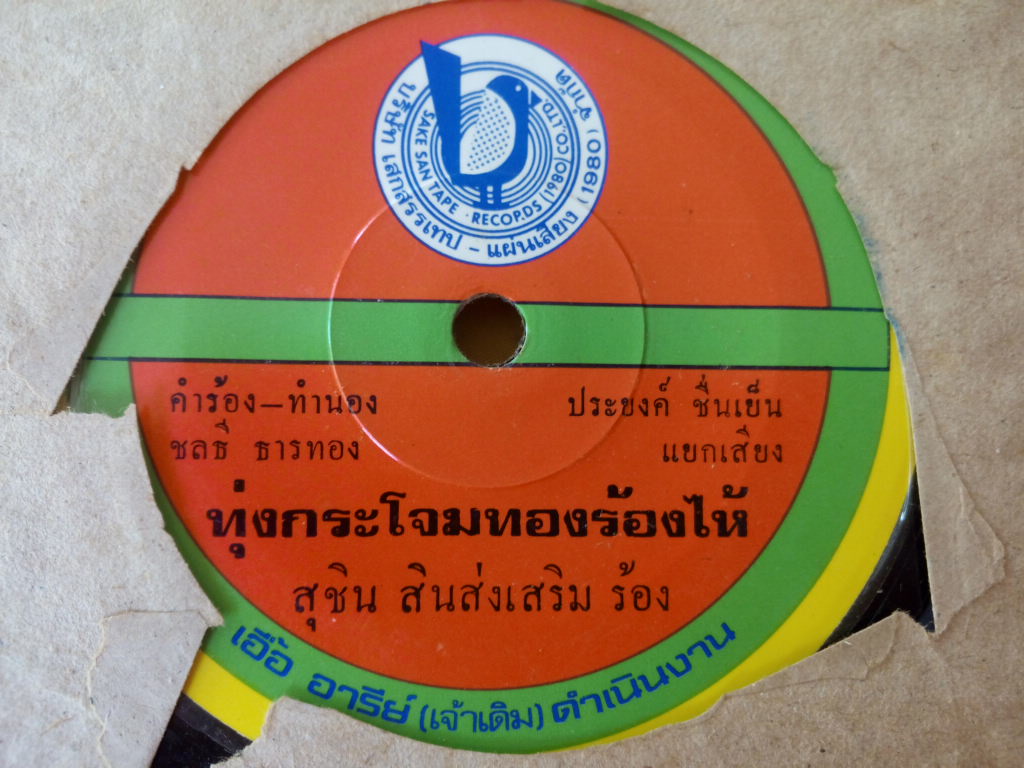 บริษัท เสกสรรเทป – แผ่นเสียง (1980) จำกัด
SAKE SAN TAPE · RECORDS (1980) CO., LTD.
คำร้อง–ทำนอง
ชลธี ธารทอง
ประยงค์ ชื่นเย็น
แยกเสียง
ทุ่งกระโจมทองร้องไห้
สุชิน สินส่งเสริม ร้อง
เอื้อ อารีย์ (เจ้าเดิม) ดำเนินงาน